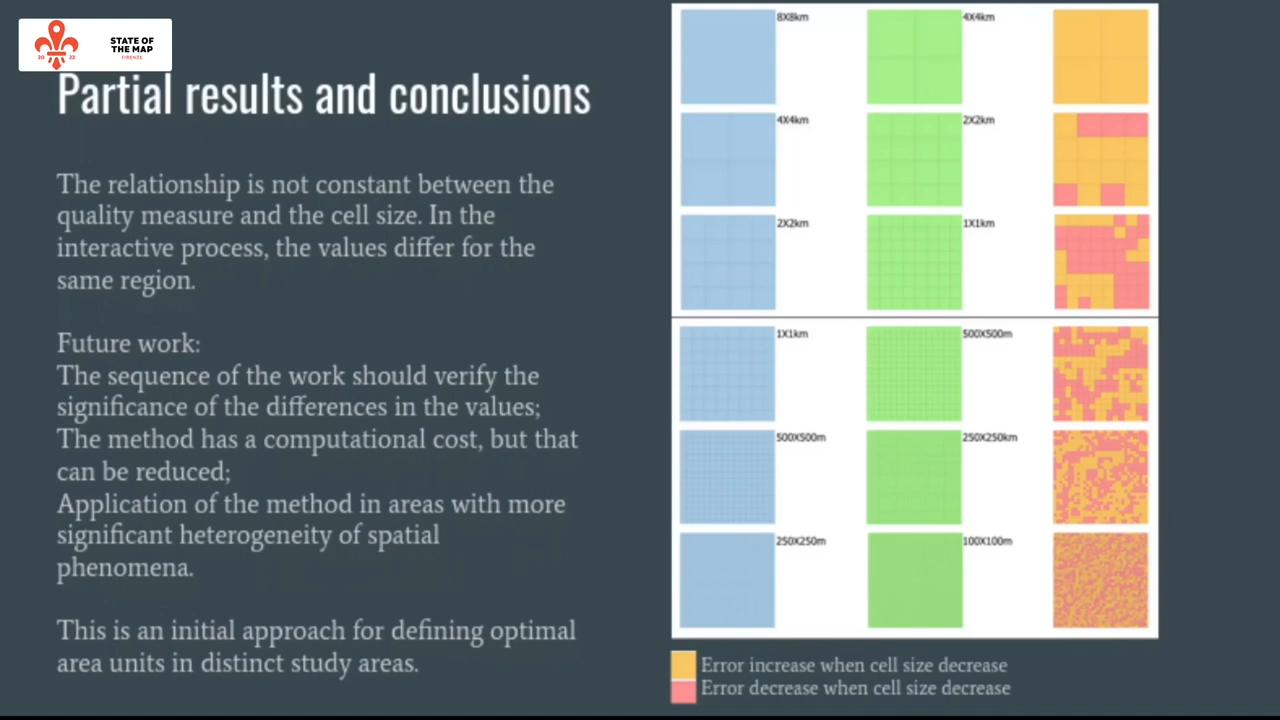 20 22
STATE OF
THE MAP
FIRENZE
Partial results and conclusions
The relationship is not constant between the
quality measure and the cell size. In the
interactive process, the values differ for the
same region.
Future work:
The sequence of the work should verify the
significance of the differences in the values;
The method has a computational cost, but that
can be reduced;
Application of the method in areas with more
significant heterogeneity of spatial
phenomena.
This is an initial approach for defining optimal
area units in distinct study areas.
8X8km 4X4km
4X4km 2X2km
2X2km 1X1km
1X1km 500X500m
500X500m 250X250km
250X250m 100X100m
Error increase when cell size decrease
Error decrease when cell size decrease